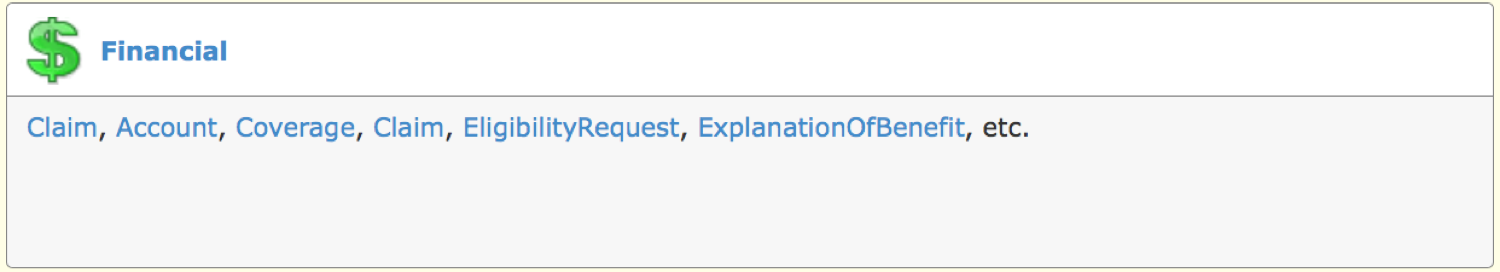 Financial
Claim, Account, Coverage, Claim, EligibilityRequest, ExplanationOfBenefit, etc.